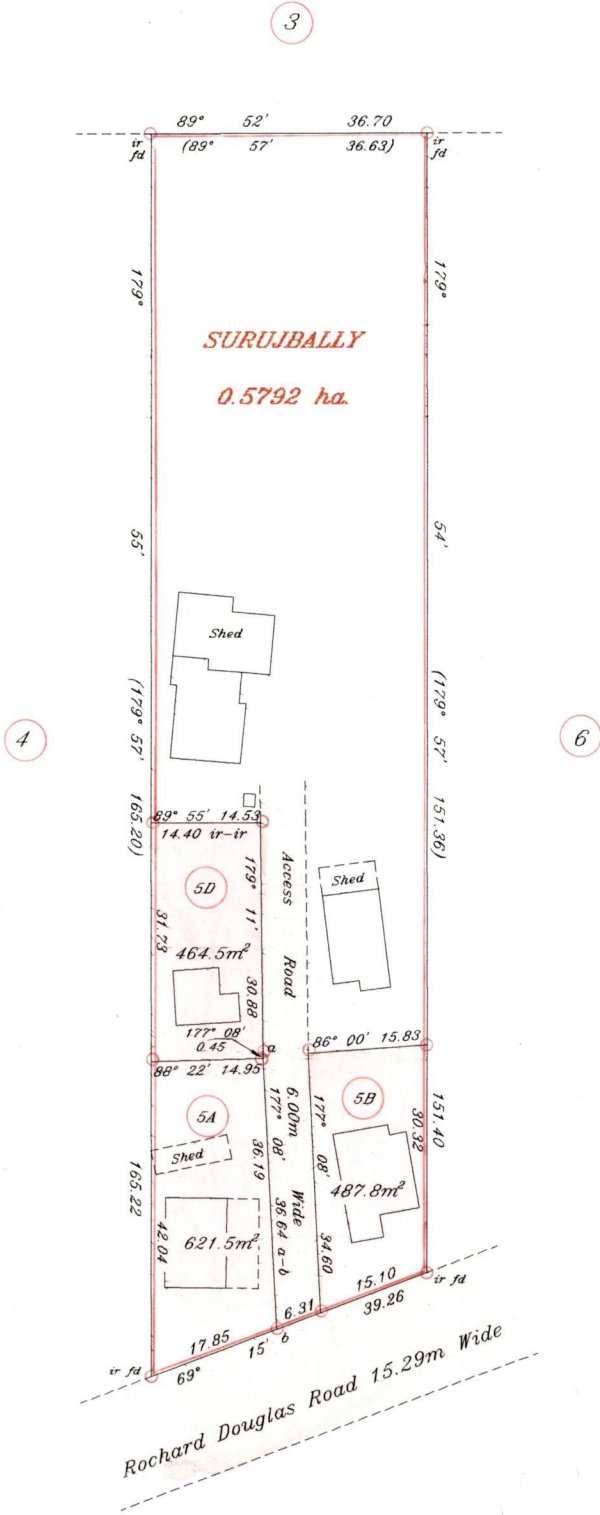 3
89° 52' 36.70
(89° 57' 36.63)
ir
fd
ir
fd
179° 55' (179° 57' 165.20)
179° 54' (179° 57' 151.36)
SURUJBALLY
0.5792 ha.
Shed
4
6
89° 55' 14.53
14.40 ir-ir
5D
179° 11' 30.88
Access Road
Shed
31.73
464.5m²
177° 08'
0.45
a
86° 00' 15.83
88° 22' 14.95
5A
5B
6.00m Wide
177° 08' 36.64 a-b
36.19
177° 08' 34.60
151.40
30.32
Shed
165.22
42.04
621.5m²
487.8m²
15.10
39.26
ir fd
6.31
17.85
15' b
69°
ir fd
Rochard Douglas Road 15.29m Wide